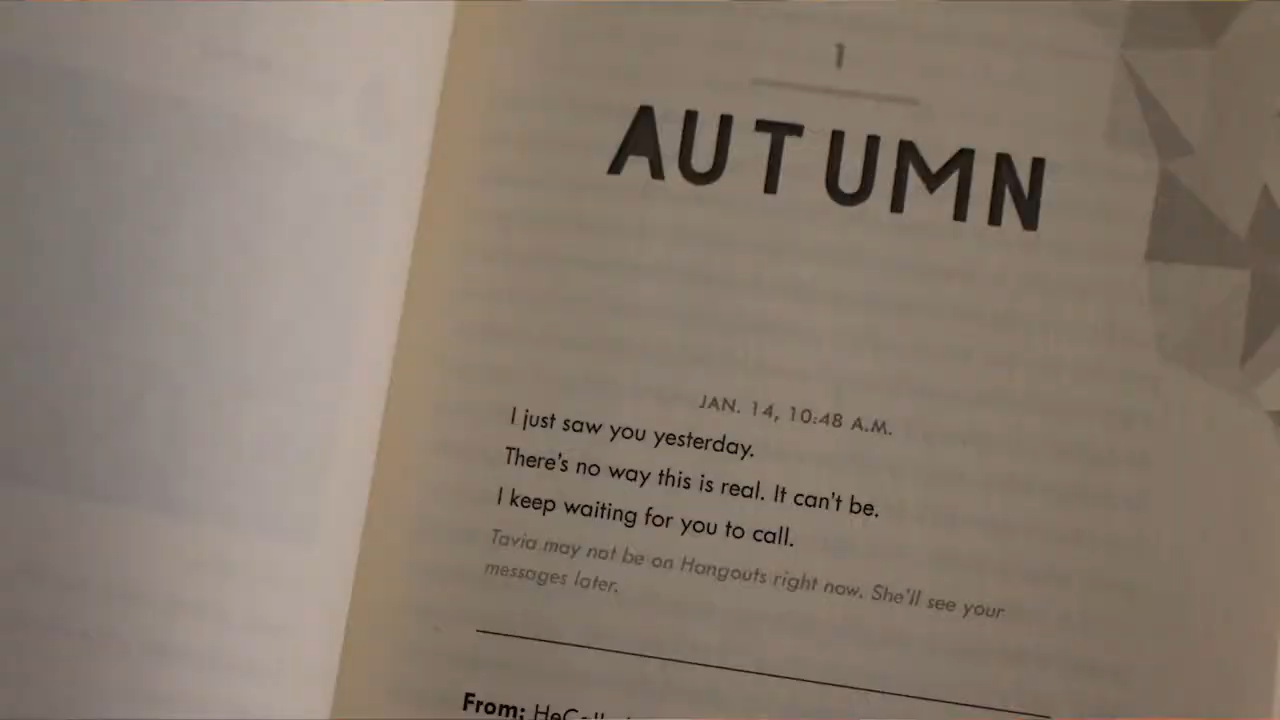 1
AUTUMN
JAN. 14, 10:48 A.M.
I just saw you yesterday.
There's no way this is real. It can't be.
I keep waiting for you to call.
Tavia may not be on Hangouts right now. She'll see your
messages later.
From: